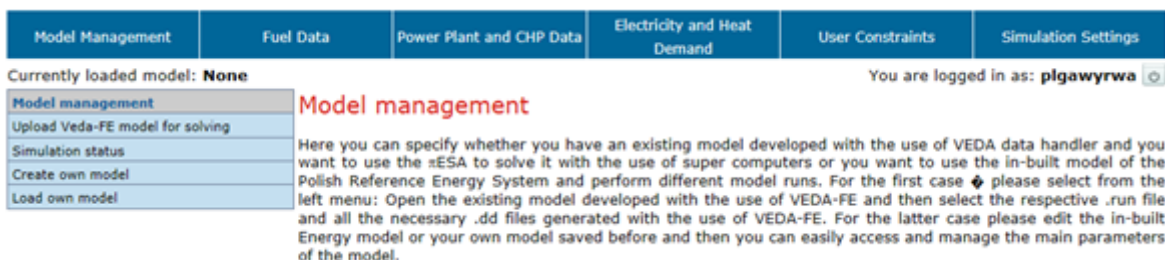 Model Management
Fuel Data
Power Plant and CHP Data
Electricity and Heat
Demand
User Constraints
Simulation Settings
Currently loaded model: None
You are logged in as: plgawyrwa
Model management
Upload Veda-FE model for solving
Simulation status
Create own model
Load own model
Model management
Here you can specify whether you have an existing model developed with the use of VEDA data handler and you
want to use the πESA to solve it with the use of super computers or you want to use the in-built model of the
Polish Reference Energy System and perform different model runs. For the first case � please select from the
left menu: Open the existing model developed with the use of VEDA-FE and then select the respective .run file
and all the necessary .dd files generated with the use of VEDA-FE. For the latter case please edit the in-built
Energy model or your own model saved before and then you can easily access and manage the main parameters
of the model.